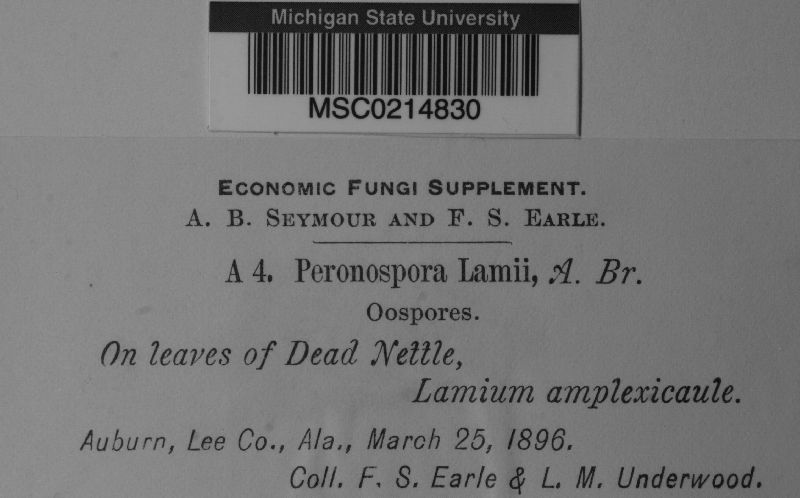 Michigan State University
MSC0214830
ECONOMIC FUNGI SUPPLEMENT.
A. B. SEYMOUR AND F. S. EARLE.
A 4. Peronospora Lamii, A. Br.
Oospores.
On leaves of Dead Nettle,
Lamium amplexicaule.
Auburn, Lee Co., Ala., March 25, 1896.
Coll. F. S. Earle & L. M. Underwood.